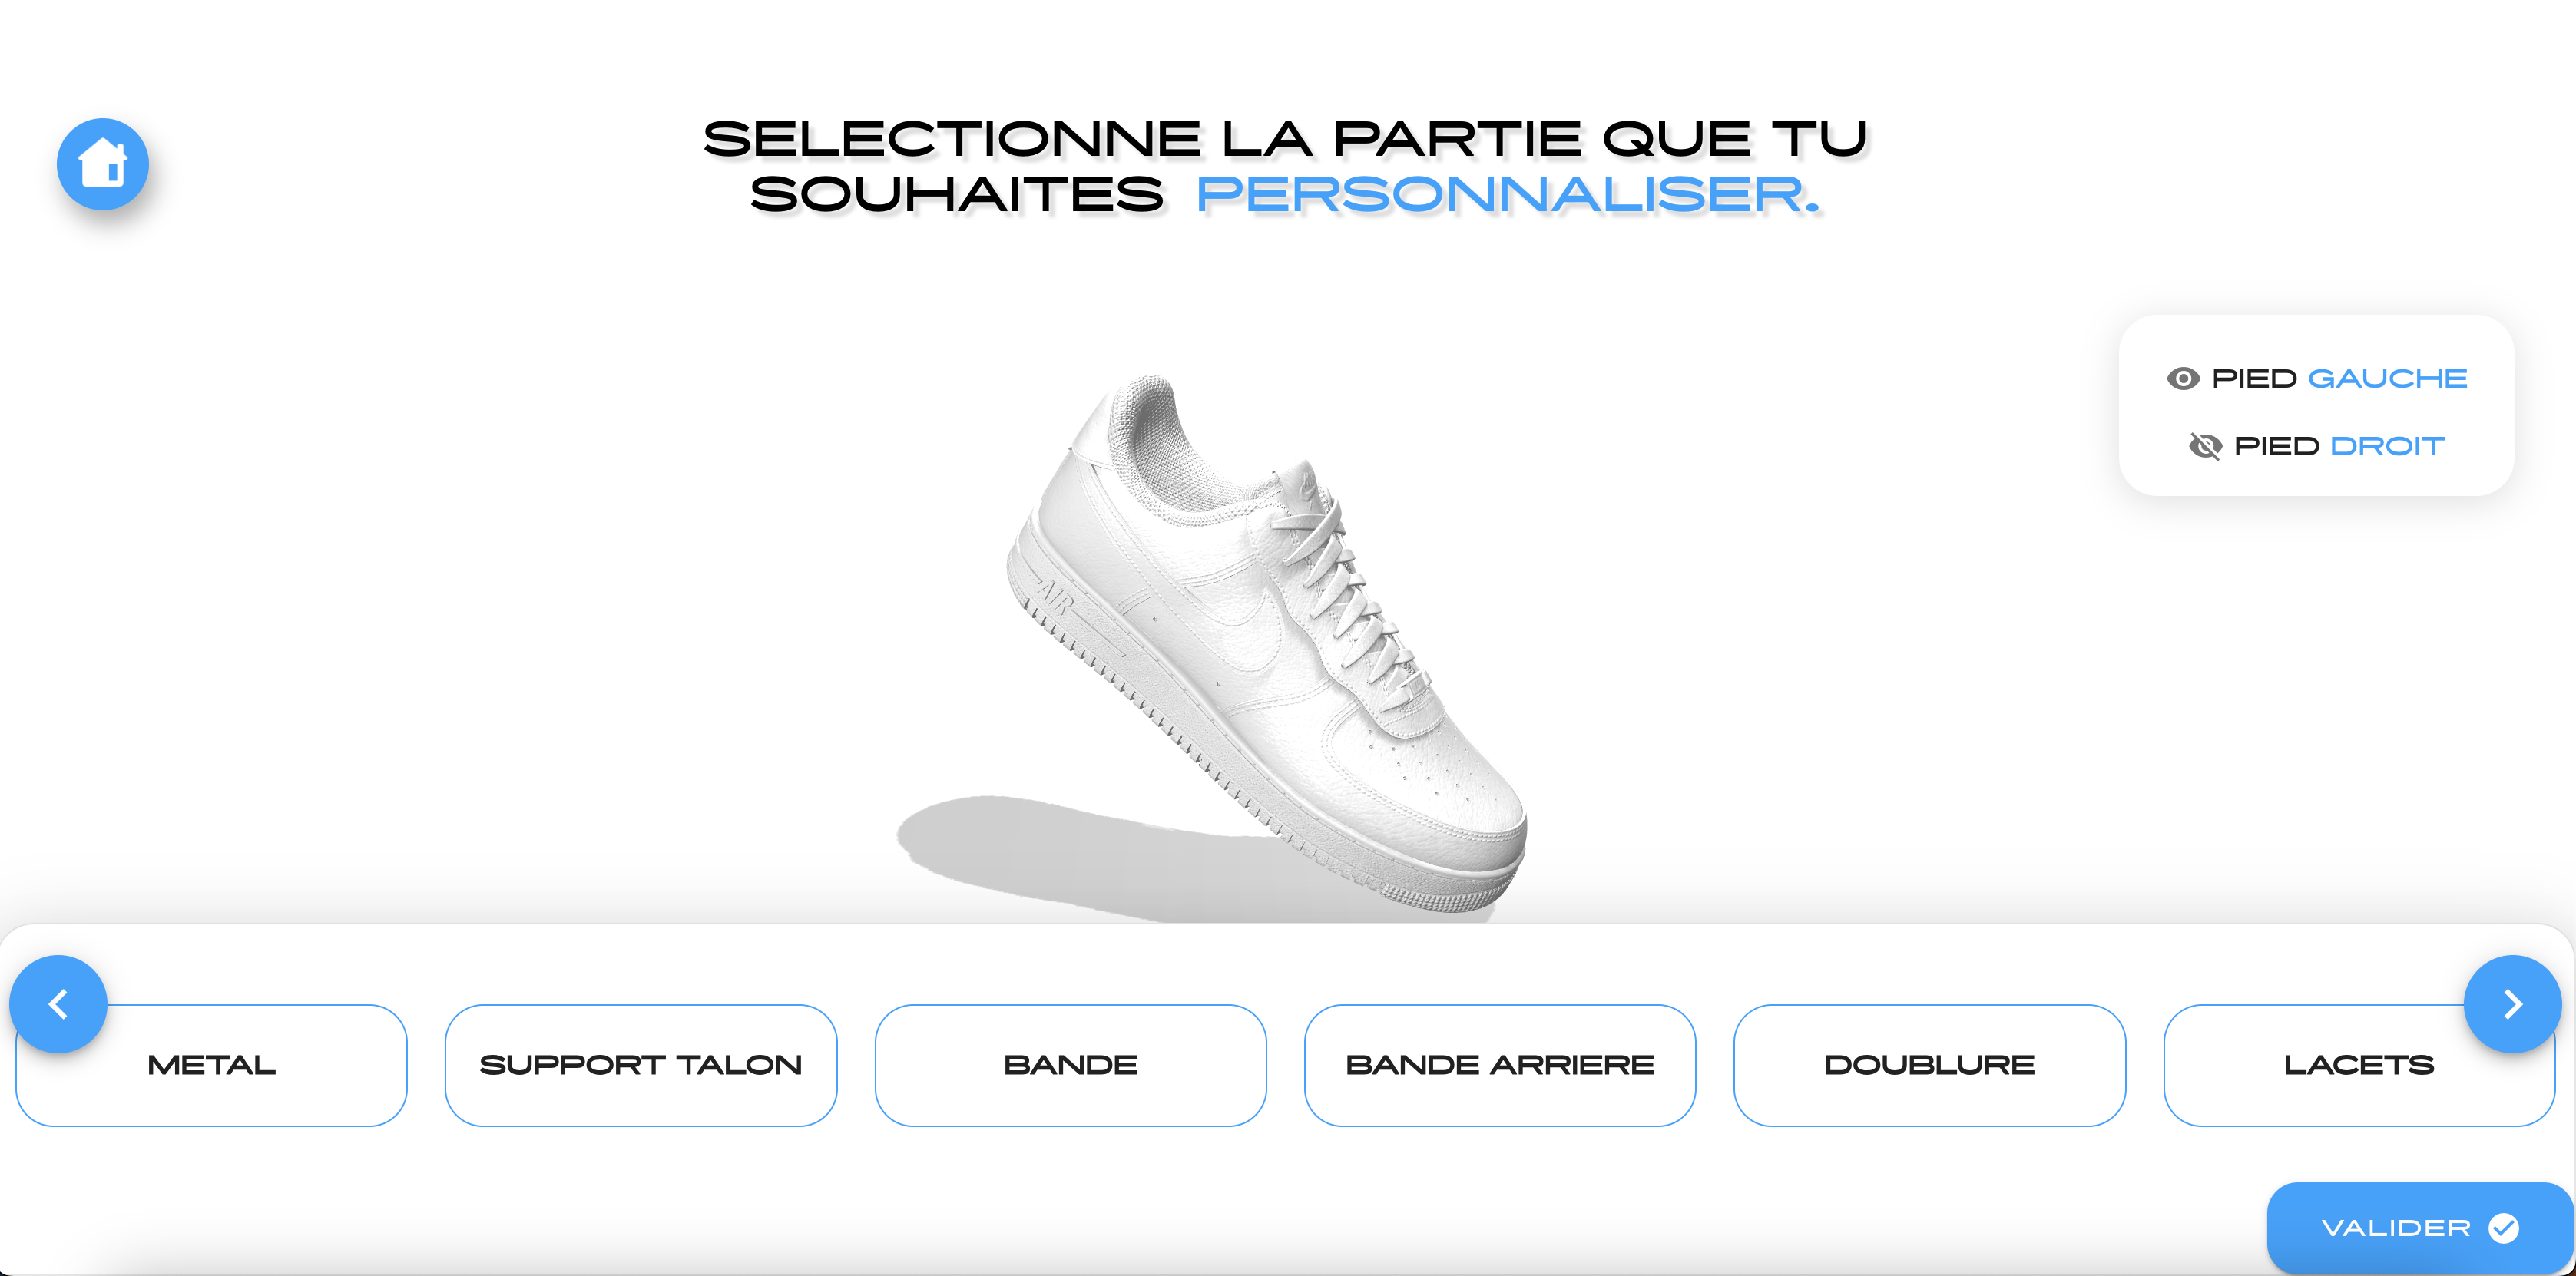 SELECTIONNE LA PARTIE QUE TU
SOUHAITES PERSONNALISER.
PIED GAUCHE
PIED DROIT
AIR
METAL
SUPPORT TALON
BANDE
BANDE ARRIERE
DOUBLURE
LACETS
VALIDER